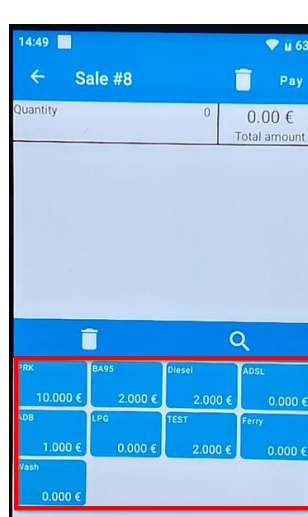 14:49 63
← Sale #8 Pay
Quantity 0 0.00 €
Total amount
PRK BA95 Diesel ADSL
10.000 € 2.000 € 2.000 € 0.000 €
ADB LPG TEST Ferry
1.000 € 0.000 € 2.000 € 0.000 €
Wash
0.000 €